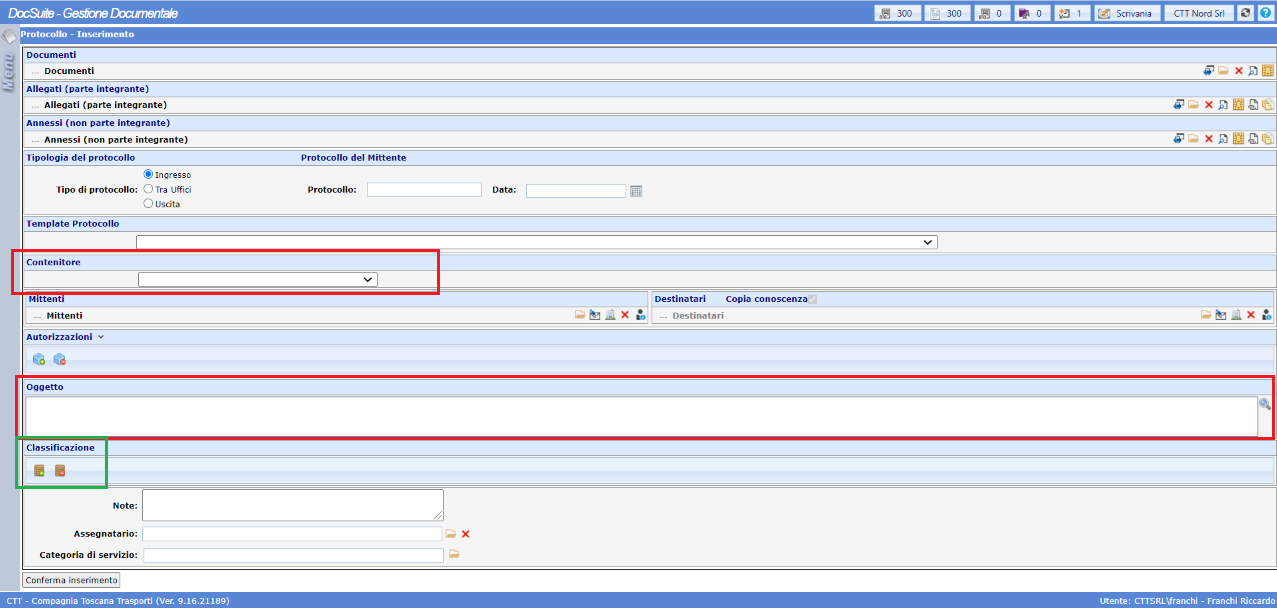 DocSuite - Gestione Documentale
300 300 0 0 1 Scrivania CTT Nord Srl
Protocollo - Inserimento
Menu
Documenti
... Documenti
Allegati (parte integrante)
... Allegati (parte integrante)
Annessi (non parte integrante)
... Annessi (non parte integrante)
Tipologia del protocollo Protocollo del Mittente
Ingresso
Tipo di protocollo: Tra Uffici Protocollo: Data:
Uscita
Template Protocollo
Contenitore
Mittenti Destinatari Copia conoscenza
... Mittenti ... Destinatari
Autorizzazioni
Oggetto
Classificazione
Note:
Assegnatario:
Categoria di servizio:
Conferma inserimento
CTT - Compagnia Toscana Trasporti (Ver. 9.16.21189) Utente: CTTSRL\franchi - Franchi Riccardo